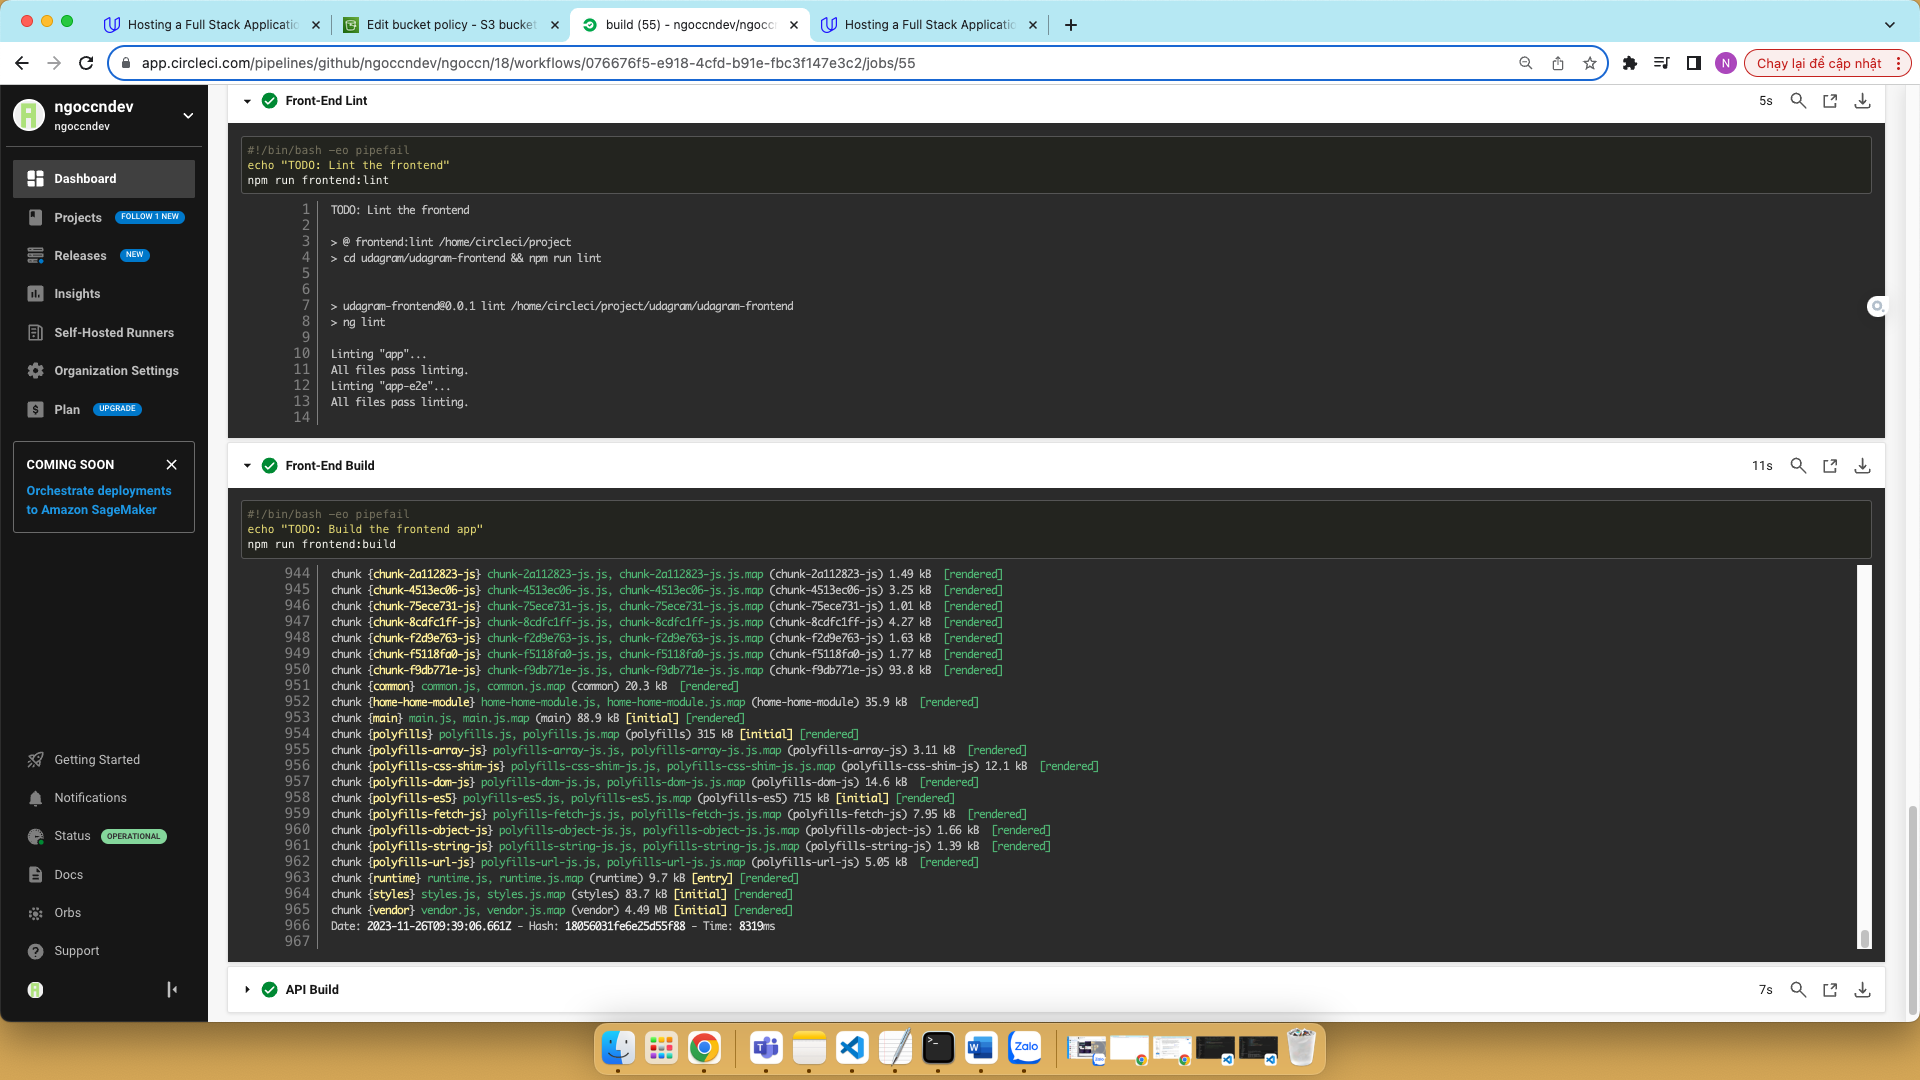 Hosting a Full Stack Applicatio
Edit bucket policy - S3 bucket
build (55) - ngoccndev/ngoccn
Hosting a Full Stack Applicatio
app.circleci.com/pipelines/github/ngoccndev/ngoccn/18/workflows/076676f5-e918-4cfd-b91e-fbc3f147e3c2/jobs/55
N
Chạy lại để cập nhật
ngoccndev
ngoccndev
Dashboard
Projects FOLLOW 1 NEW
Releases NEW
Insights
Self-Hosted Runners
Organization Settings
Plan UPGRADE
COMING SOON
Orchestrate deployments
to Amazon SageMaker
Getting Started
Notifications
Status OPERATIONAL
Docs
Orbs
Support
Front-End Lint 5s
#!/bin/bash -eo pipefail
echo "TODO: Lint the frontend"
npm run frontend:lint
1 TODO: Lint the frontend
2
3 > @ frontend:lint /home/circleci/project
4 > cd udagram/udagram-frontend && npm run lint
5
6
7 > udagram-frontend@0.0.1 lint /home/circleci/project/udagram/udagram-frontend
8 > ng lint
9
10 Linting "app"...
11 All files pass linting.
12 Linting "app-e2e"...
13 All files pass linting.
14
Front-End Build 11s
#!/bin/bash -eo pipefail
echo "TODO: Build the frontend app"
npm run frontend:build
944 chunk {chunk-2a112823-js} chunk-2a112823-js.js, chunk-2a112823-js.js.map (chunk-2a112823-js) 1.49 kB [rendered]
945 chunk {chunk-4513ec06-js} chunk-4513ec06-js.js, chunk-4513ec06-js.js.map (chunk-4513ec06-js) 3.25 kB [rendered]
946 chunk {chunk-75ece731-js} chunk-75ece731-js.js, chunk-75ece731-js.js.map (chunk-75ece731-js) 1.01 kB [rendered]
947 chunk {chunk-8cdfc1ff-js} chunk-8cdfc1ff-js.js, chunk-8cdfc1ff-js.js.map (chunk-8cdfc1ff-js) 4.27 kB [rendered]
948 chunk {chunk-f2d9e763-js} chunk-f2d9e763-js.js, chunk-f2d9e763-js.js.map (chunk-f2d9e763-js) 1.63 kB [rendered]
949 chunk {chunk-f5118fa0-js} chunk-f5118fa0-js.js, chunk-f5118fa0-js.js.map (chunk-f5118fa0-js) 1.77 kB [rendered]
950 chunk {chunk-f9db771e-js} chunk-f9db771e-js.js, chunk-f9db771e-js.js.map (chunk-f9db771e-js) 93.8 kB [rendered]
951 chunk {common} common.js, common.js.map (common) 20.3 kB [rendered]
952 chunk {home-home-module} home-home-module.js, home-home-module.js.map (home-home-module) 35.9 kB [rendered]
953 chunk {main} main.js, main.js.map (main) 88.9 kB [initial] [rendered]
954 chunk {polyfills} polyfills.js, polyfills.js.map (polyfills) 315 kB [initial] [rendered]
955 chunk {polyfills-array-js} polyfills-array-js.js, polyfills-array-js.js.map (polyfills-array-js) 3.11 kB [rendered]
956 chunk {polyfills-css-shim-js} polyfills-css-shim-js.js, polyfills-css-shim-js.js.map (polyfills-css-shim-js) 12.1 kB [rendered]
957 chunk {polyfills-dom-js} polyfills-dom-js.js, polyfills-dom-js.js.map (polyfills-dom-js) 14.6 kB [rendered]
958 chunk {polyfills-es5} polyfills-es5.js, polyfills-es5.js.map (polyfills-es5) 715 kB [initial] [rendered]
959 chunk {polyfills-fetch-js} polyfills-fetch-js.js, polyfills-fetch-js.js.map (polyfills-fetch-js) 7.95 kB [rendered]
960 chunk {polyfills-object-js} polyfills-object-js.js, polyfills-object-js.js.map (polyfills-object-js) 1.66 kB [rendered]
961 chunk {polyfills-string-js} polyfills-string-js.js, polyfills-string-js.js.map (polyfills-string-js) 1.39 kB [rendered]
962 chunk {polyfills-url-js} polyfills-url-js.js, polyfills-url-js.js.map (polyfills-url-js) 5.05 kB [rendered]
963 chunk {runtime} runtime.js, runtime.js.map (runtime) 9.7 kB [entry] [rendered]
964 chunk {styles} styles.js, styles.js.map (styles) 83.7 kB [initial] [rendered]
965 chunk {vendor} vendor.js, vendor.js.map (vendor) 4.49 MB [initial] [rendered]
966 Date: 2023-11-26T09:39:06.661Z - Hash: 18056031fe6e25d55f88 - Time: 8319ms
967
API Build 7s
Zalo